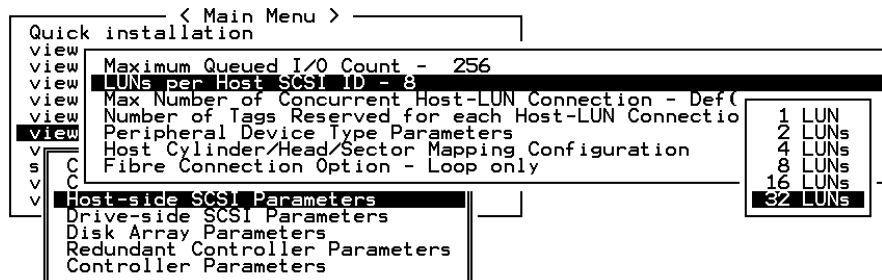 < Main Menu >
Quick installation
view
view
view
view
view
view
v
s
v
v
Maximum Queued I/O Count - 256
LUNs per Host SCSI ID - 8
Max Number of Concurrent Host-LUN Connection - Def(
Number of Tags Reserved for each Host-LUN Connectio
Peripheral Device Type Parameters
Host Cylinder/Head/Sector Mapping Configuration
Fibre Connection Option - Loop only
1 LUN
2 LUNs
4 LUNs
8 LUNs
16 LUNs
32 LUNs
C
C
Host-side SCSI Parameters
Drive-side SCSI Parameters
Disk Array Parameters
Redundant Controller Parameters
Controller Parameters